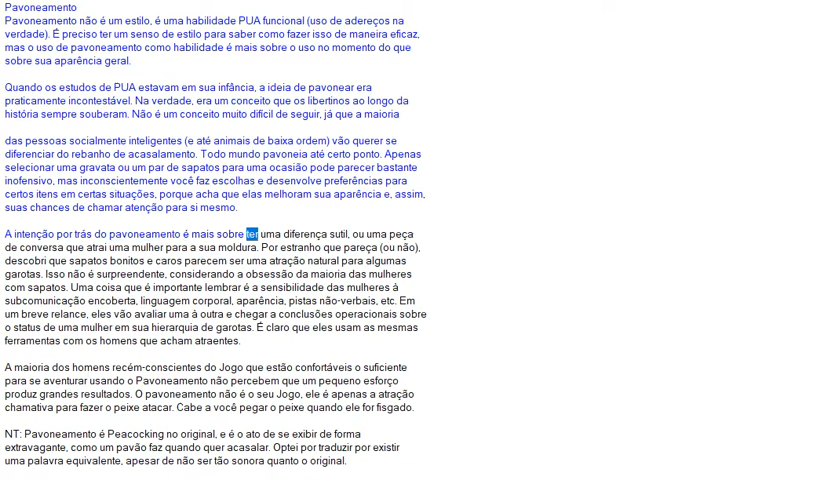 Pavoneamento
Pavoneamento não é um estilo, é uma habilidade PUA funcional (uso de adereços na
verdade). É preciso ter um senso de estilo para saber como fazer isso de maneira eficaz,
mas o uso de pavoneamento como habilidade é mais sobre o uso no momento do que
sobre sua aparência geral.
Quando os estudos de PUA estavam em sua infância, a ideia de pavonear era
praticamente incontestável. Na verdade, era um conceito que os libertinos ao longo da
história sempre souberam. Não é um conceito muito difícil de seguir, já que a maioria
das pessoas socialmente inteligentes (e até animais de baixa ordem) vão querer se
diferenciar do rebanho de acasalamento. Todo mundo pavoneia até certo ponto. Apenas
selecionar uma gravata ou um par de sapatos para uma ocasião pode parecer bastante
inofensivo, mas inconscientemente você faz escolhas e desenvolve preferências para
certos itens em certas situações, porque acha que elas melhoram sua aparência e, assim,
suas chances de chamar atenção para si mesmo.
A intenção por trás do pavoneamento é mais sobre ter uma diferença sutil, ou uma peça
de conversa que atrai uma mulher para a sua moldura. Por estranho que pareça (ou não),
descobri que sapatos bonitos e caros parecem ser uma atração natural para algumas
garotas. Isso não é surpreendente, considerando a obsessão da maioria das mulheres
com sapatos. Uma coisa que é importante lembrar é a sensibilidade das mulheres à
subcomunicação encoberta, linguagem corporal, aparência, pistas não-verbais, etc. Em
um breve relance, eles vão avaliar uma à outra e chegar a conclusões operacionais sobre
o status de uma mulher em sua hierarquia de garotas. É claro que eles usam as mesmas
ferramentas com os homens que acham atraentes.
A maioria dos homens recém-conscientes do Jogo que estão confortáveis o suficiente
para se aventurar usando o Pavoneamento não percebem que um pequeno esforço
produz grandes resultados. O pavoneamento não é o seu Jogo, ele é apenas a atração
chamativa para fazer o peixe atacar. Cabe a você pegar o peixe quando ele for fisgado.
NT: Pavoneamento é Peacocking no original, e é o ato de se exibir de forma
extravagante, como um pavão faz quando quer acasalar. Optei por traduzir por existir
uma palavra equivalente, apesar de não ser tão sonora quanto o original.